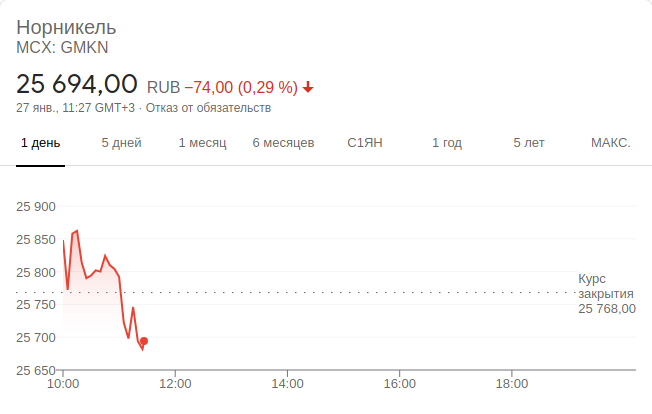 Норникель
MCX: GMKN
25 694,00 RUB −74,00 (0,29 %)
27 янв., 11:27 GMT+3 · Отказ от обязательств
1 день 5 дней 1 месяц 6 месяцев С1ЯН 1 год 5 лет МАКС.
25 900
25 850
25 800
25 750
25 700
25 650
Курс
закрытия
25 768,00
10:00 12:00 14:00 16:00 18:00